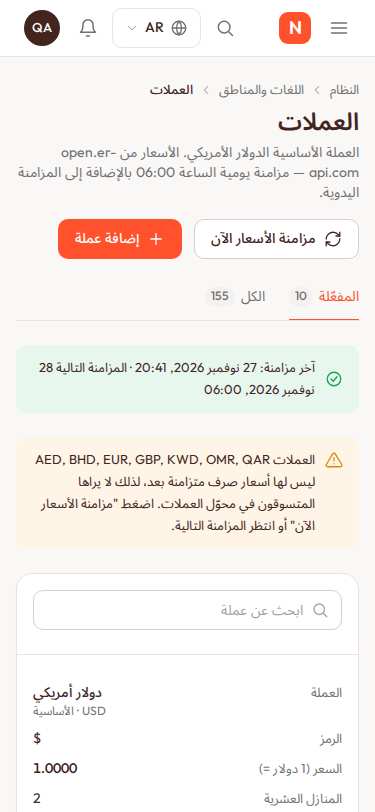 N
AR
QA
النظام › اللغات والمناطق › العملات
العملات
العملة الأساسية الدولار الأمريكي. الأسعار من open.er-
api.com — مزامنة يومية الساعة 06:00 بالإضافة إلى المزامنة
اليدوية.
مزامنة الأسعار الآن
إضافة عملة
المفعّلة 10
الكل 155
آخر مزامنة: 27 نوفمبر 2026, 20:41 · المزامنة التالية 28
نوفمبر 2026, 06:00
العملات AED, BHD, EUR, GBP, KWD, OMR, QAR
ليس لها أسعار صرف متزامنة بعد، لذلك لا يراها
المتسوقون في محوّل العملات. اضغط "مزامنة الأسعار
الآن" أو انتظر المزامنة التالية.
ابحث عن عملة
العملة دولار أمريكي
USD · الأساسية
الرمز $
السعر (1 دولار =) 1.0000
المنازل العشرية 2